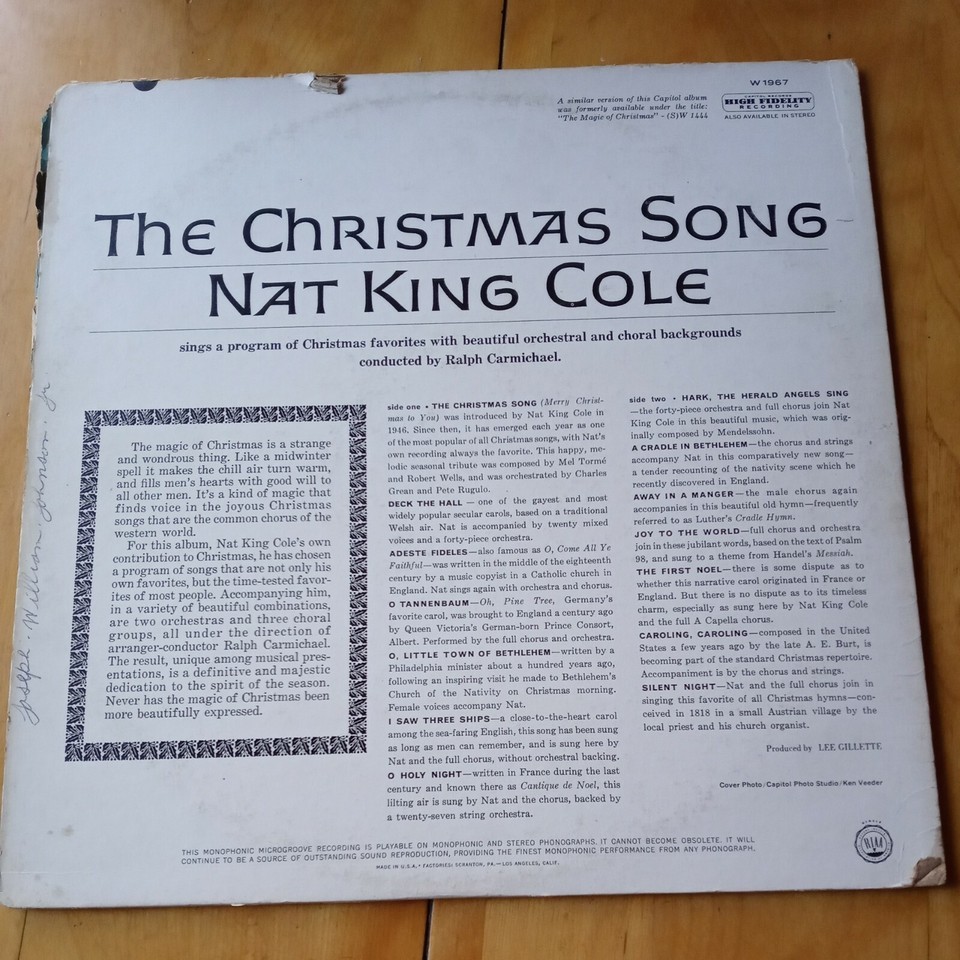 W 1967
A similar version of this Capitol album
was formerly available under the title:
"The Magic of Christmas" - (S)W 1444
CAPITOL RECORDS
HIGH FIDELITY
RECORDING
ALSO AVAILABLE IN STEREO
THE CHRISTMAS SONG
NAT KING COLE
sings a program of Christmas favorites with beautiful orchestral and choral backgrounds
conducted by Ralph Carmichael.
Joseph. Willison. Johnson. Jr
The magic of Christmas is a strange
and wondrous thing. Like a midwinter
spell it makes the chill air turn warm,
and fills men's hearts with good will to
all other men. It's a kind of magic that
finds voice in the joyous Christmas
songs that are the common chorus of the
western world.
For this album, Nat King Cole's own
contribution to Christmas, he has chosen
a program of songs that are not only his
own favorites, but the time-tested favor-
ites of most people. Accompanying him,
in a variety of beautiful combinations,
are two orchestras and three choral
groups, all under the direction of
arranger-conductor Ralph Carmichael.
The result, unique among musical pres-
entations, is a definitive and majestic
dedication to the spirit of the season.
Never has the magic of Christmas been
more beautifully expressed.
side one • THE CHRISTMAS SONG (Merry Christ-
mas to You) was introduced by Nat King Cole in
1946. Since then, it has emerged each year as one
of the most popular of all Christmas songs, with Nat's
own recording always the favorite. This happy, me-
lodic seasonal tribute was composed by Mel Tormé
and Robert Wells, and was orchestrated by Charles
Grean and Pete Rugulo.
DECK THE HALL — one of the gayest and most
widely popular secular carols, based on a traditional
Welsh air. Nat is accompanied by twenty mixed
voices and a forty-piece orchestra.
ADESTE FIDELES—also famous as O, Come All Ye
Faithful—was written in the middle of the eighteenth
century by a music copyist in a Catholic church in
England. Nat sings again with orchestra and chorus.
O TANNENBAUM—Oh, Pine Tree, Germany's
favorite carol, was brought to England a century ago
by Queen Victoria's German-born Prince Consort,
Albert. Performed by the full chorus and orchestra.
O, LITTLE TOWN OF BETHLEHEM—written by a
Philadelphia minister about a hundred years ago,
following an inspiring visit he made to Bethlehem's
Church of the Nativity on Christmas morning.
Female voices accompany Nat.
I SAW THREE SHIPS—a close-to-the-heart carol
among the sea-faring English, this song has been sung
as long as men can remember, and is sung here by
Nat and the full chorus, without orchestral backing.
O HOLY NIGHT—written in France during the last
century and known there as Cantique de Noel, this
lilting air is sung by Nat and the chorus, backed by
a twenty-seven string orchestra.
side two • HARK, THE HERALD ANGELS SING
—the forty-piece orchestra and full chorus join Nat
King Cole in this beautiful music, which was orig-
inally composed by Mendelssohn.
A CRADLE IN BETHLEHEM—the chorus and strings
accompany Nat in this comparatively new song—
a tender recounting of the nativity scene which he
recently discovered in England.
AWAY IN A MANGER—the male chorus again
accompanies in this beautiful old hymn—frequently
referred to as Luther's Cradle Hymn.
JOY TO THE WORLD—full chorus and orchestra
join in these jubilant words, based on the text of Psalm
98, and sung to a theme from Handel's Messiah.
THE FIRST NOEL—there is some dispute as to
whether this narrative carol originated in France or
England. But there is no dispute as to its timeless
charm, especially as sung here by Nat King Cole
and the full A Capella chorus.
CAROLING, CAROLING—composed in the United
States a few years ago by the late A. E. Burt, is
becoming part of the standard Christmas repertoire.
Accompaniment is by the chorus and strings.
SILENT NIGHT—Nat and the full chorus join in
singing this favorite of all Christmas hymns—con-
ceived in 1818 in a small Austrian village by the
local priest and his church organist.
Produced by LEE GILLETTE
Cover Photo/Capitol Photo Studio/Ken Veeder
THIS MONOPHONIC MICROGROOVE RECORDING IS PLAYABLE ON MONOPHONIC AND STEREO PHONOGRAPHS. IT CANNOT BECOME OBSOLETE. IT WILL
CONTINUE TO BE A SOURCE OF OUTSTANDING SOUND REPRODUCTION, PROVIDING THE FINEST MONOPHONIC PERFORMANCE FROM ANY PHONOGRAPH.
MADE IN U.S.A. • FACTORIES: SCRANTON, PA.—LOS ANGELES, CALIF.
RIAA